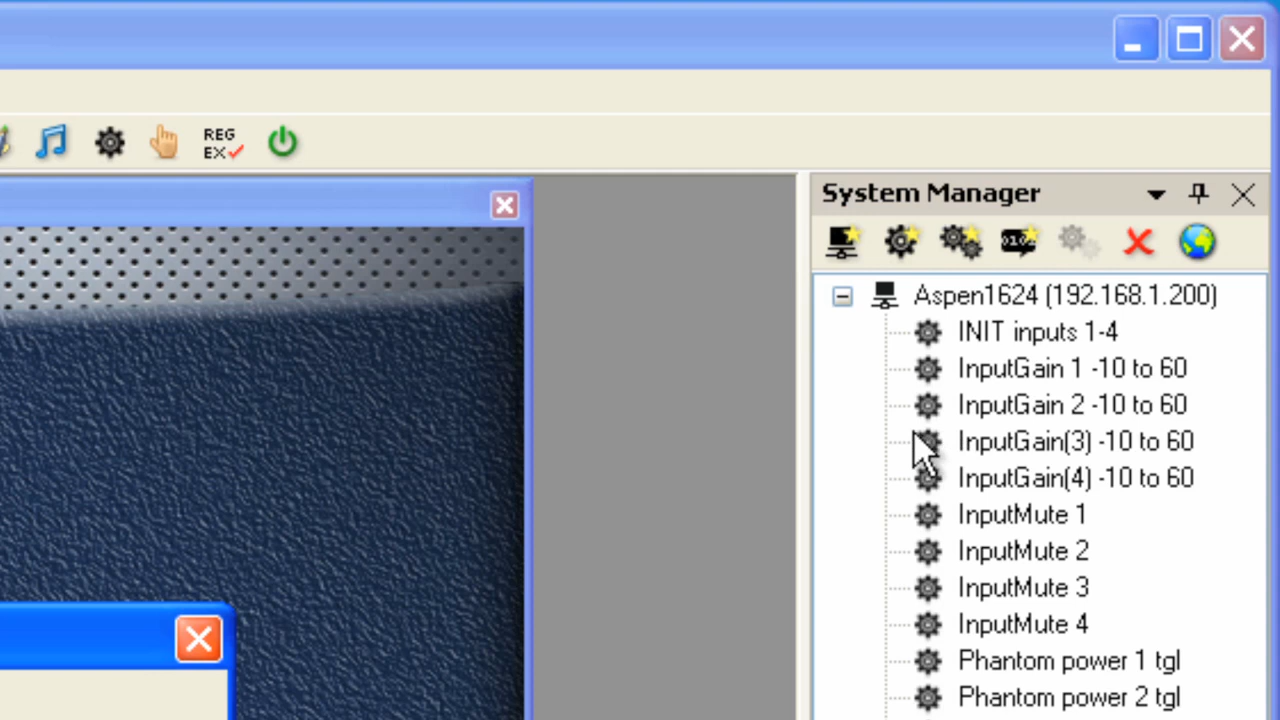 REG
EX
System Manager
Aspen1624 (192.168.1.200)
INIT inputs 1-4
InputGain 1 -10 to 60
InputGain 2 -10 to 60
InputGain(3) -10 to 60
InputGain(4) -10 to 60
InputMute 1
InputMute 2
InputMute 3
InputMute 4
Phantom power 1 tgl
Phantom power 2 tgl